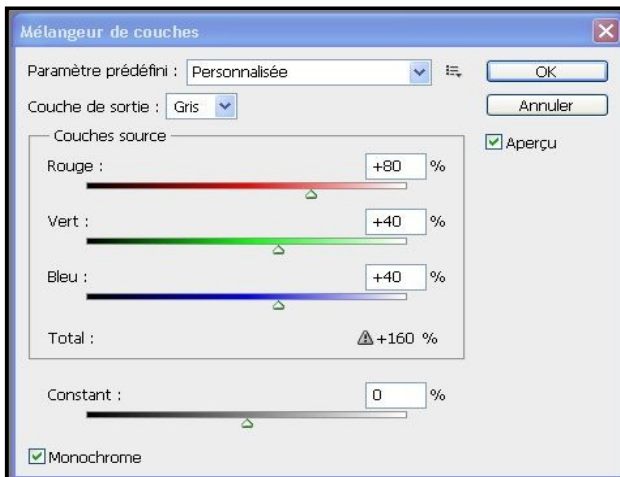 Mélangeur de couches
Paramètre prédéfini : Personnalisée
OK
Couche de sortie : Gris
Annuler
Couches source
Aperçu
Rouge : +80 %
Vert : +40 %
Bleu : +40 %
Total : +160 %
Constant : 0 %
Monochrome